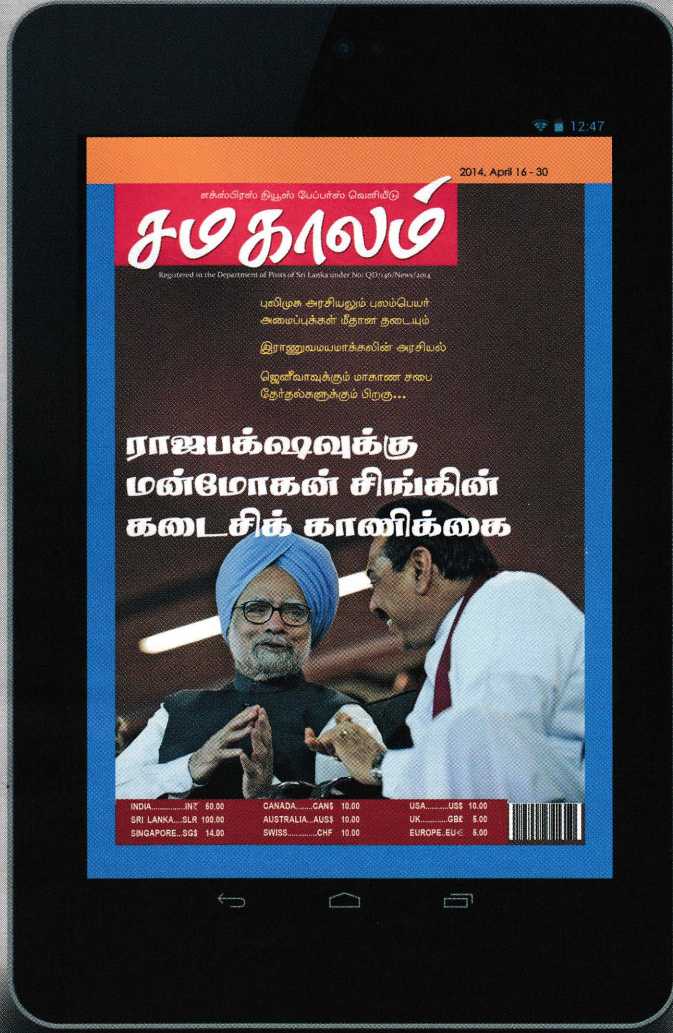 12:47
2014, April 16 - 30
எக்ஸ்பிரஸ் நியூஸ் பேப்பர்ஸ் வெளியீடு
சமகாலம்
Registered in the Department of Posts of Sri Lanka under No: QD/146/News/2014
புலிமுக அரசியலும் புலம்பெயர்
அமைப்புக்கள் மீதான தடையும்
இராணுவமயமாக்கலின் அரசியல்
ஜெனீவாவுக்கும் மாகாண சபை
தேர்தல்களுக்கும் பிறகு...
ராஜபக்ஷவுக்கு
மன்மோகன் சிங்கின்
கடைசிக் காணிக்கை
INDIA...............IN₹ 60.00 CANADA........CAN$ 10.00 USA..........US$ 10.00
SRI LANKA....SLR 100.00 AUSTRALIA...AUS$ 10.00 UK............GB£ 5.00
SINGAPORE...SG$ 14.00 SWISS.............CHF 10.00 EUROPE..EU€ 5.00